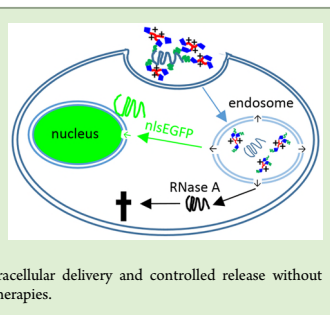 endosome
nucleus
nlsEGFP
RNase A
racellular delivery and controlled release without
herapies.